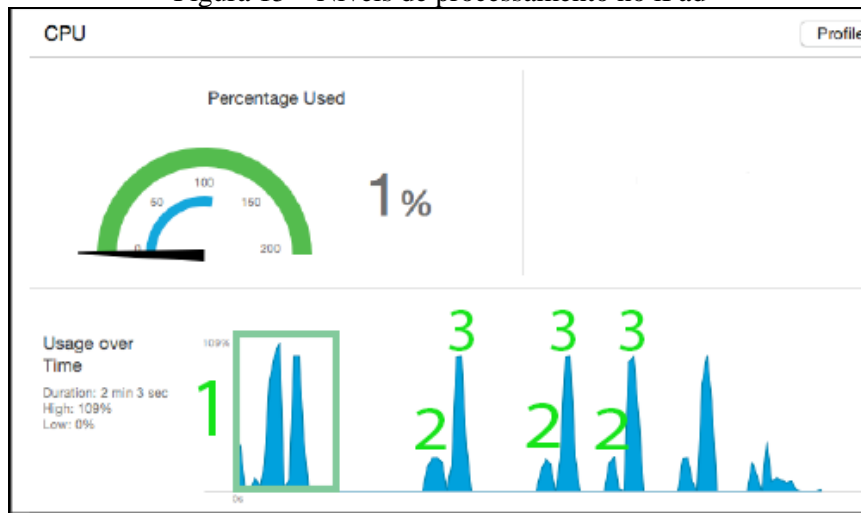 CPU
Profile
Percentage Used
0
50
100
150
200
1%
Usage over
Time
Duration: 2 min 3 sec
High: 109%
Low: 0%
109%
0s
1
2
3
2
3
2
3